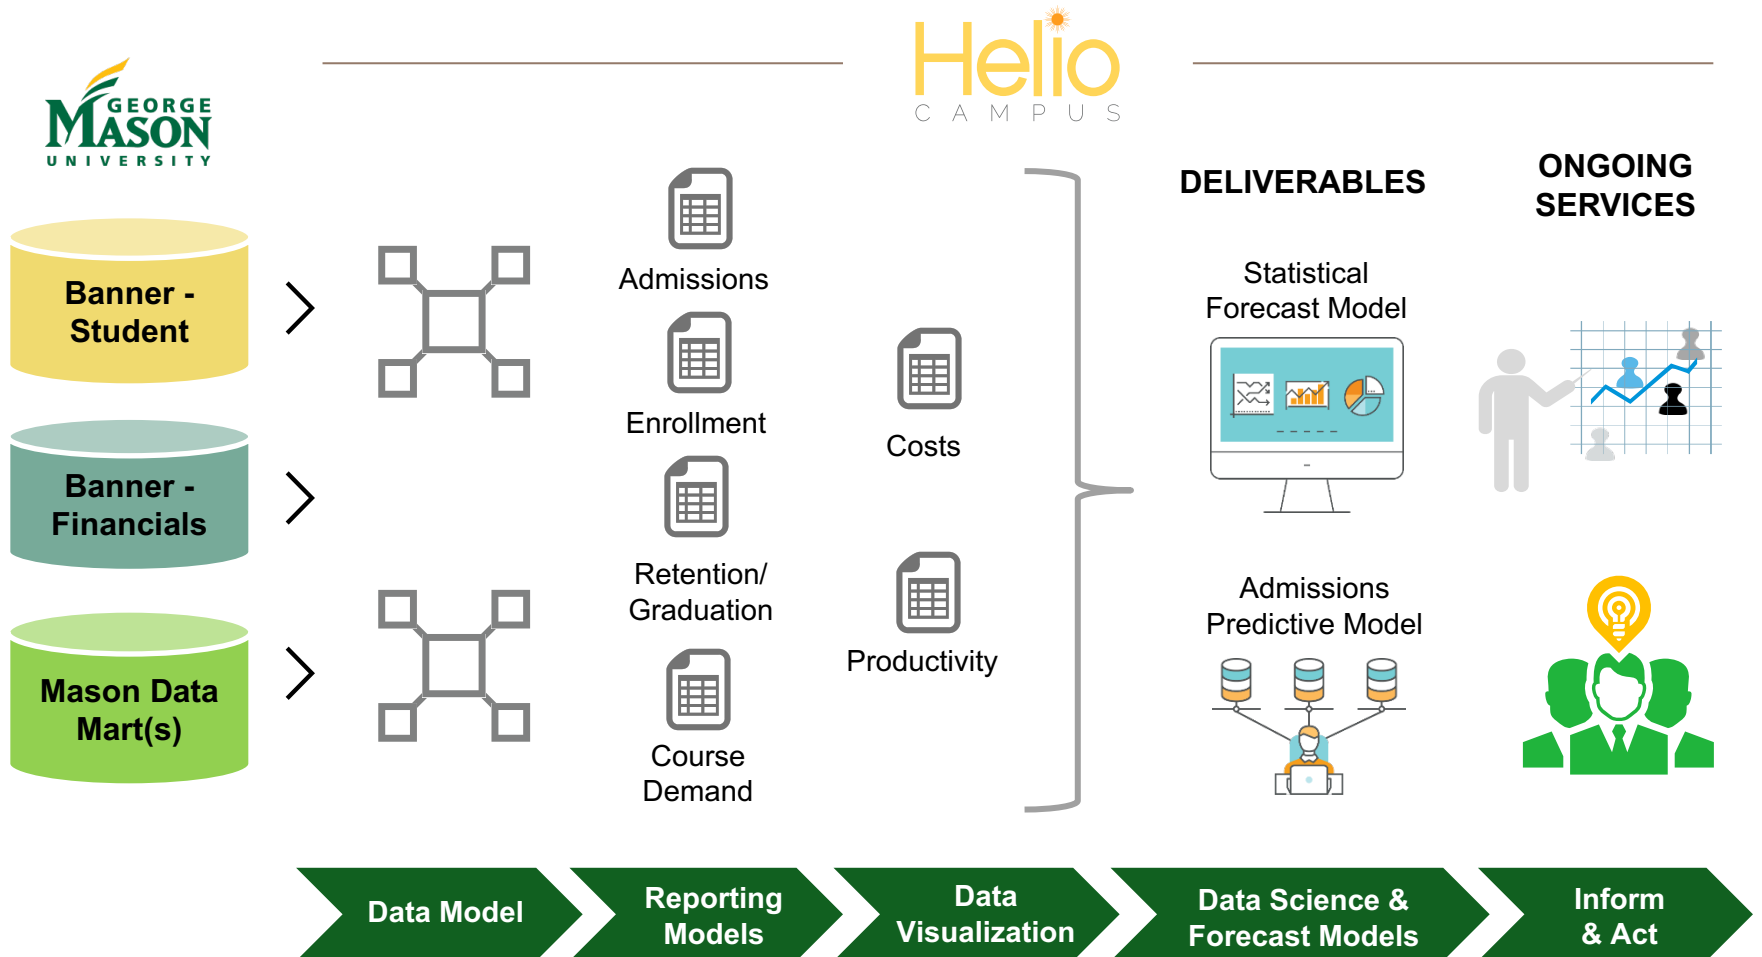 Helio
CAMPUS
GEORGE
MASON
UNIVERSITY
Banner -
Student
Banner -
Financials
Mason Data
Mart(s)
Admissions
Enrollment
Retention/
Graduation
Course
Demand
Costs
Productivity
DELIVERABLES
Statistical
Forecast Model
Admissions
Predictive Model
ONGOING
SERVICES
Data Model
Reporting
Models
Data
Visualization
Data Science &
Forecast Models
Inform
& Act